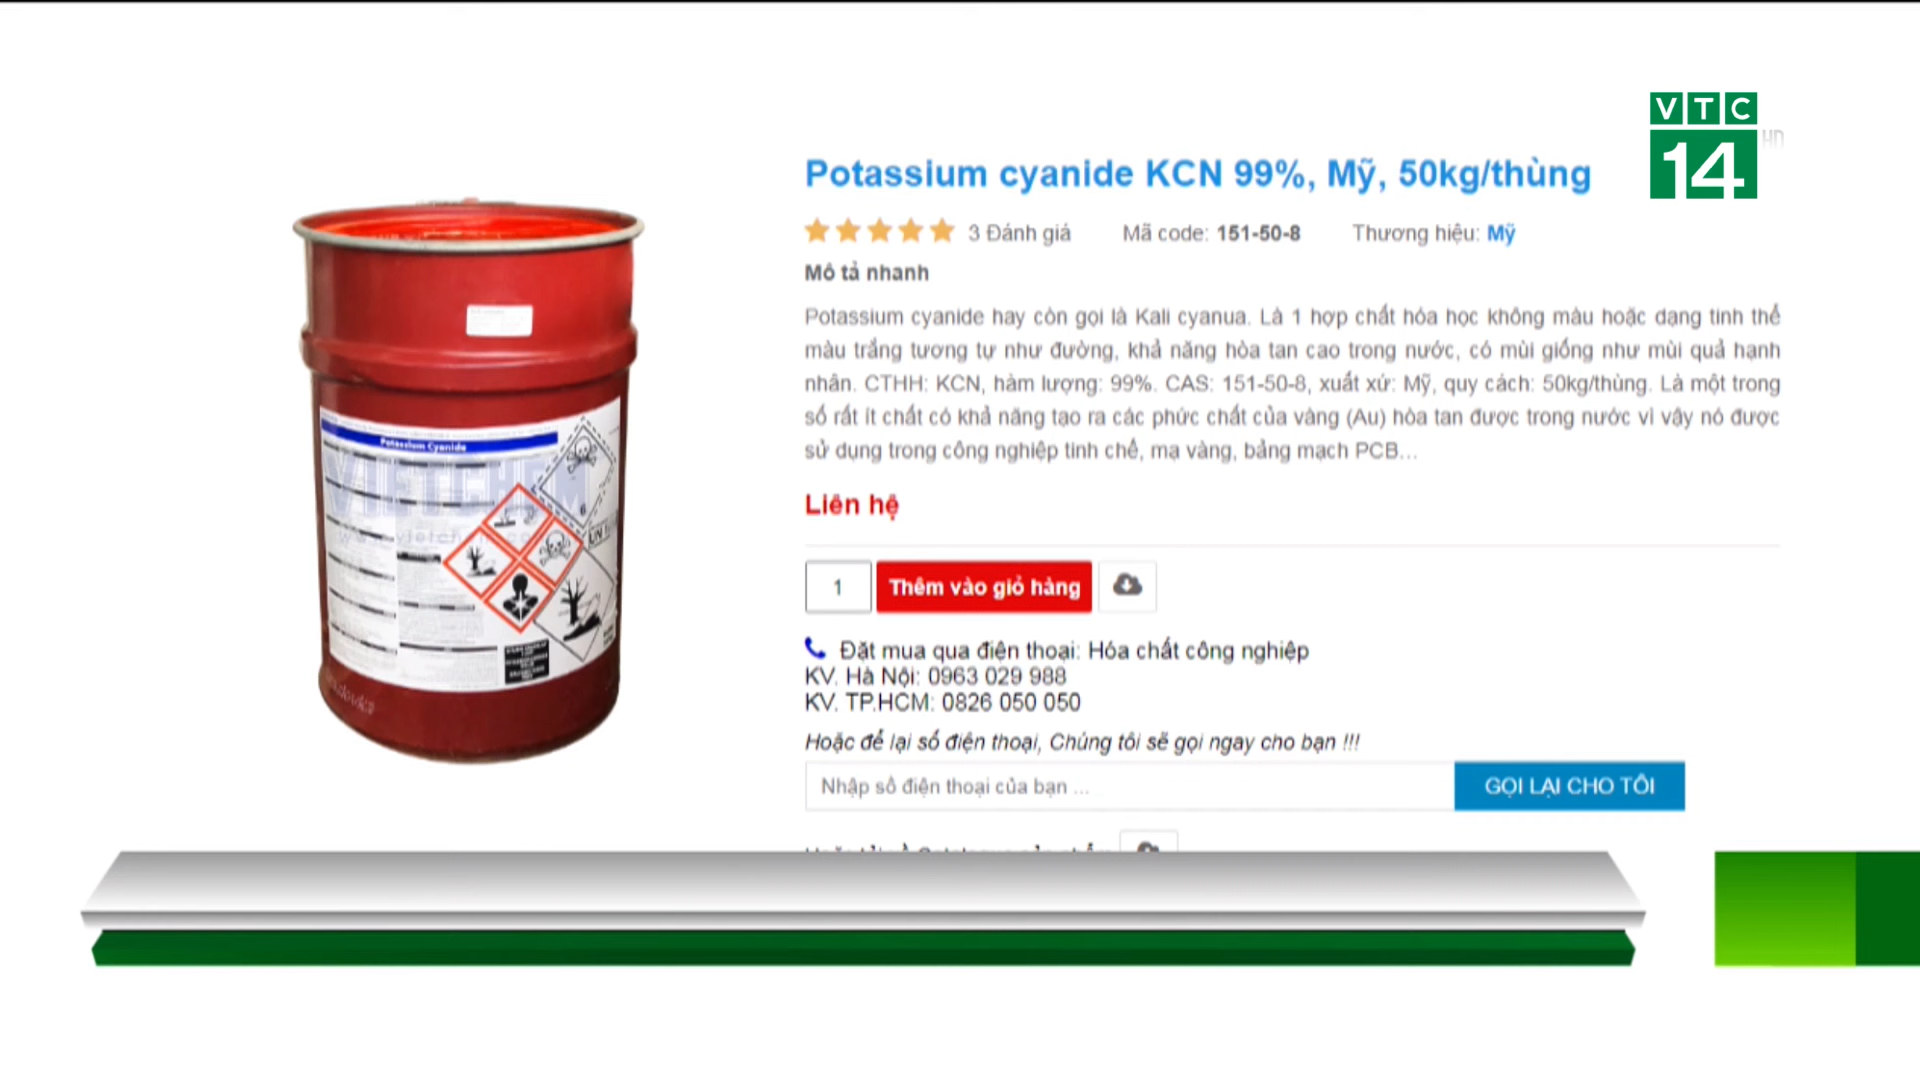 VTC
14
HD
Potassium cyanide KCN 99%, Mỹ, 50kg/thùng
3 Đánh giá Mã code: 151-50-8 Thương hiệu: Mỹ
Mô tả nhanh
Potassium cyanide hay còn gọi là Kali cyanua. Là 1 hợp chất hóa học không màu hoặc dạng tinh thể
màu trắng tương tự như đường, khả năng hòa tan cao trong nước, có mùi giống như mùi quả hạnh
nhân. CTHH: KCN, hàm lượng: 99%. CAS: 151-50-8, xuất xứ: Mỹ, quy cách: 50kg/thùng. Là một trong
số rất ít chất có khả năng tạo ra các phức chất của vàng (Au) hòa tan được trong nước vì vậy nó được
sử dụng trong công nghiệp tinh chế, mạ vàng, bảng mạch PCB...
Liên hệ
1 Thêm vào giỏ hàng
Đặt mua qua điện thoại: Hóa chất công nghiệp
KV. Hà Nội: 0963 029 988
KV. TP.HCM: 0826 050 050
Hoặc để lại số điện thoại, Chúng tôi sẽ gọi ngay cho bạn !!!
Nhập số điện thoại của bạn ... GỌI LẠI CHO TÔI
Potassium Cyanide
VIETCHEM
6
UN